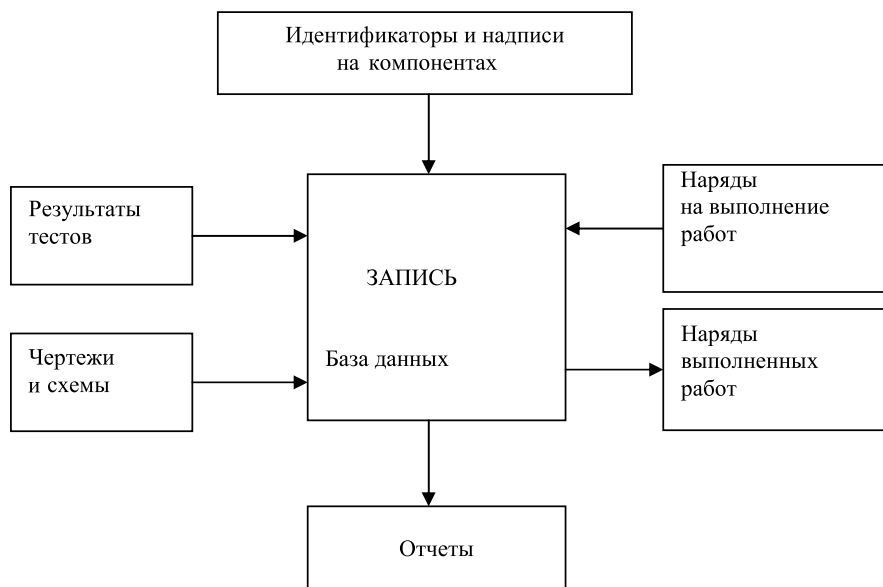 Идентификаторы и надписи
на компонентах
Результаты
тестов
Наряды
на выполнение
работ
ЗАПИСЬ
База данных
Чертежи
и схемы
Наряды
выполненных
работ
Отчеты